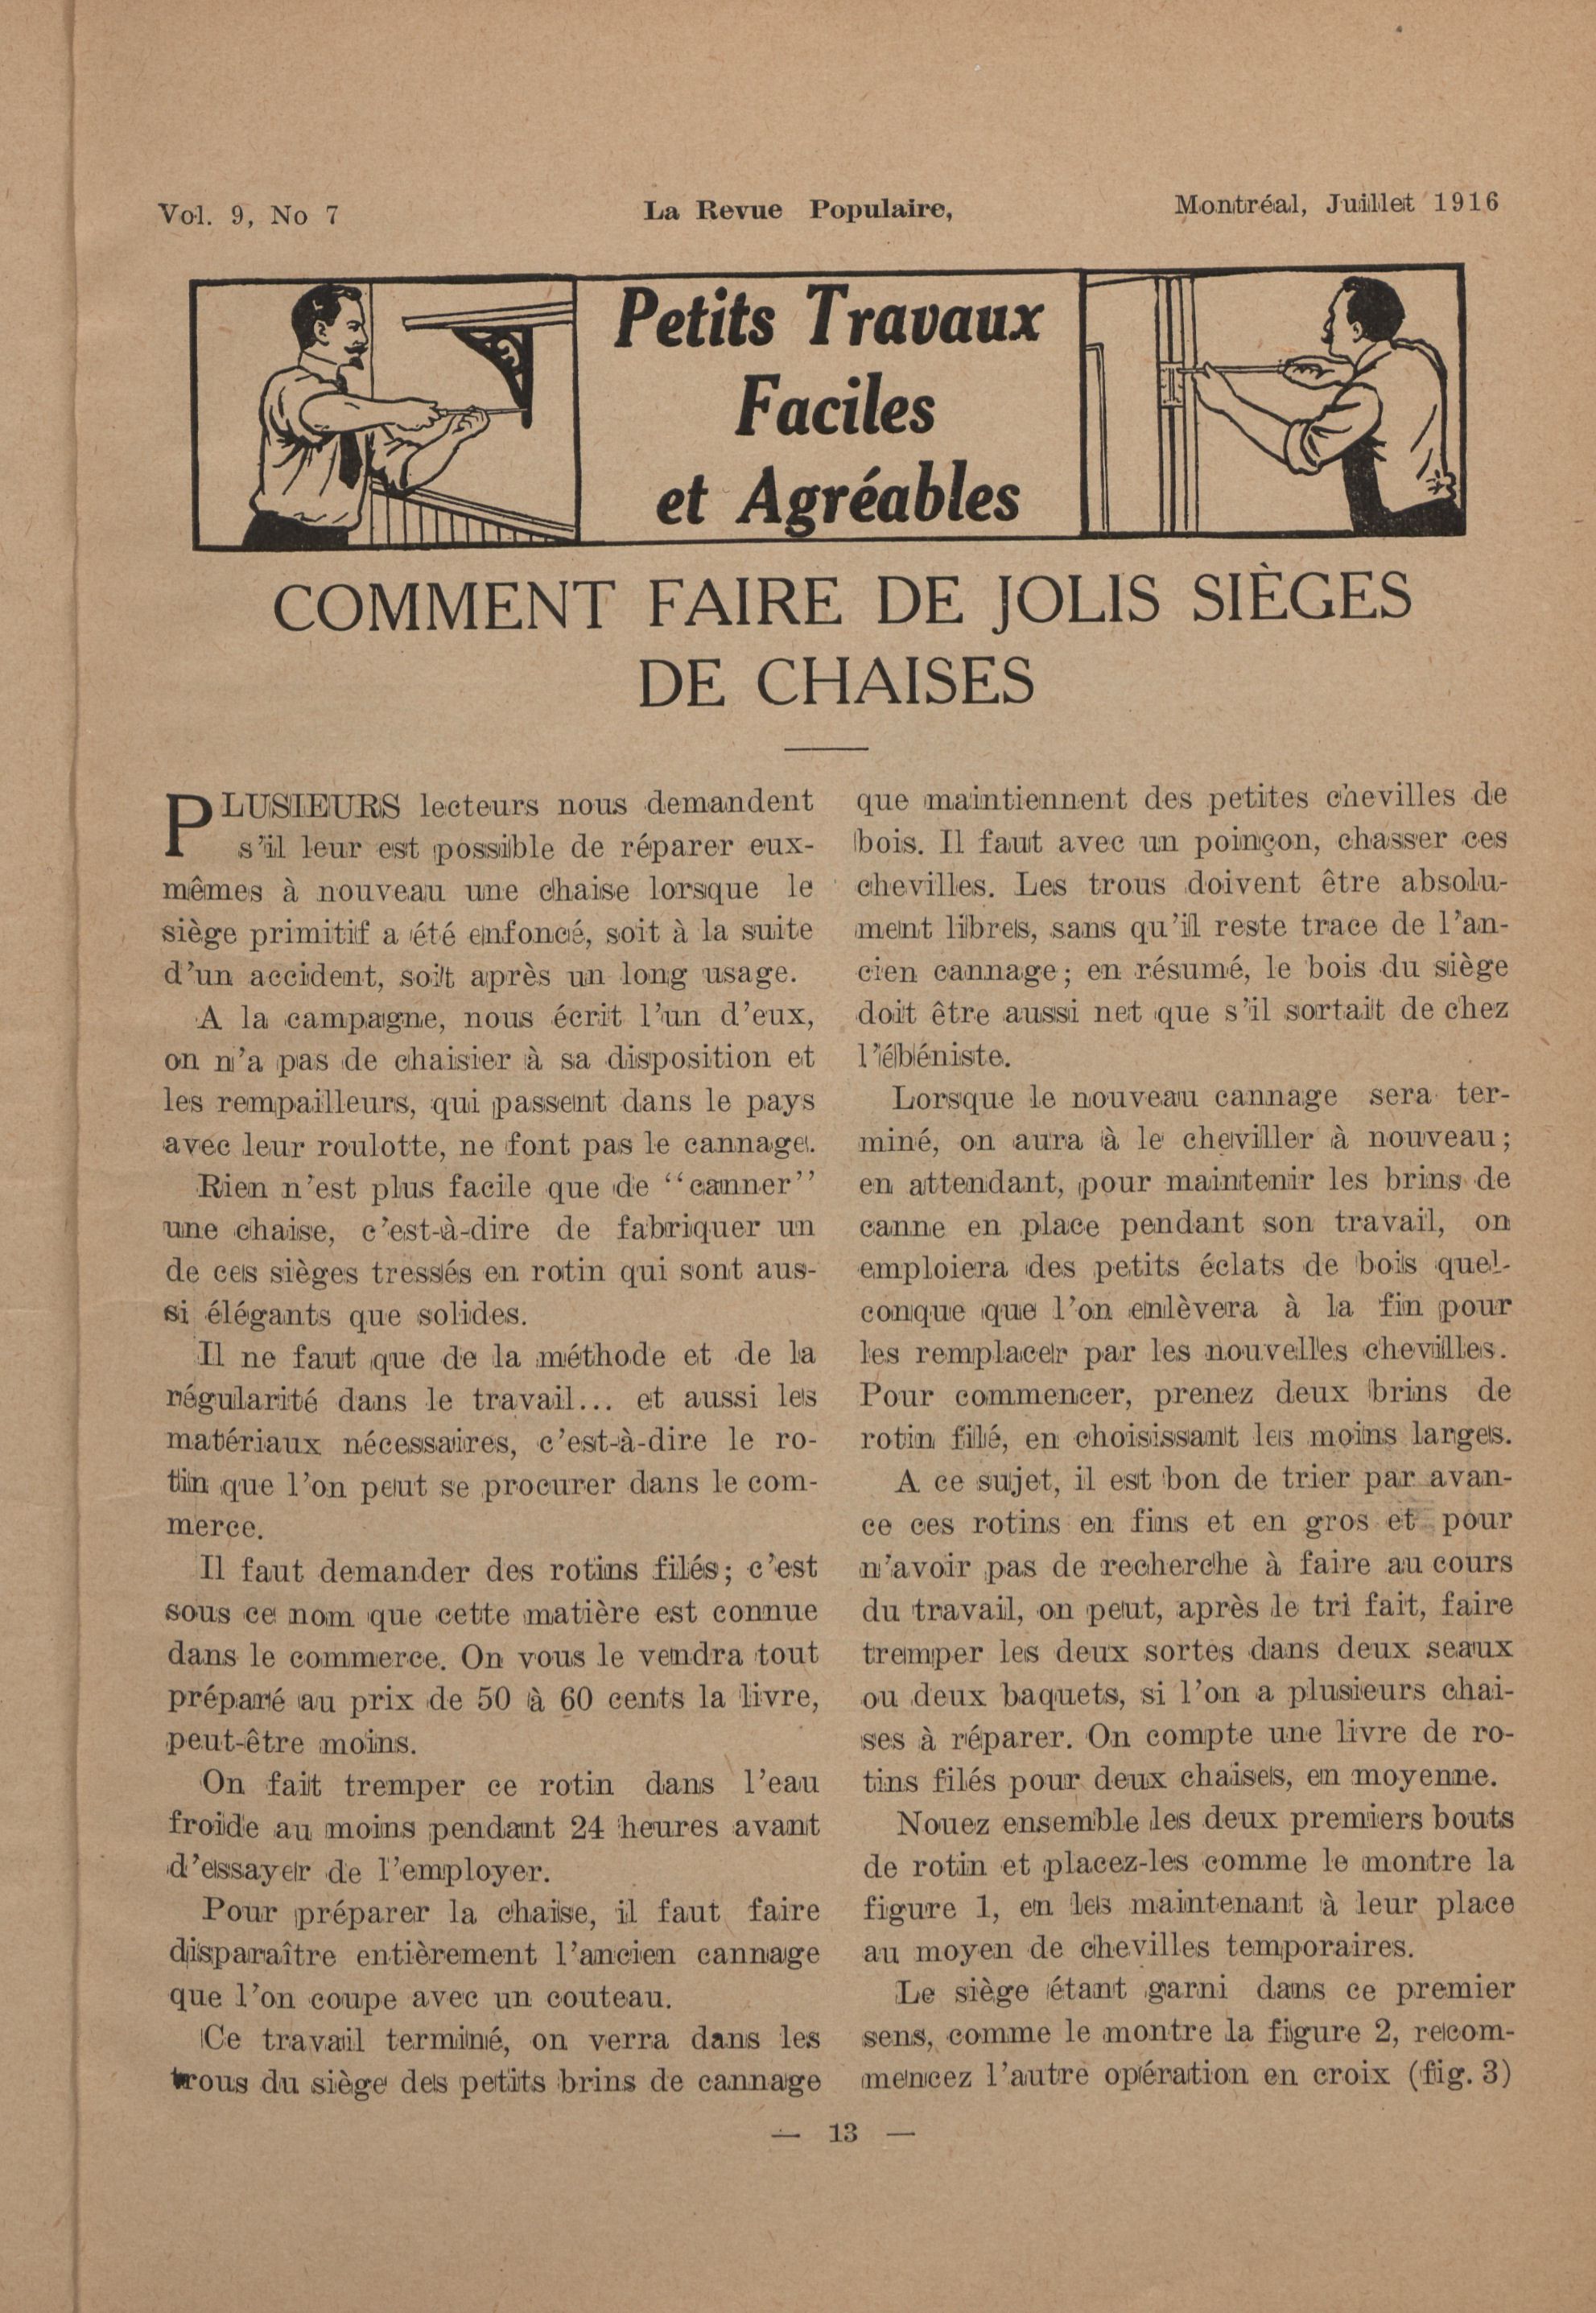 Vol. 9, No 7
La Revue Populaire,
Montréal, Juillet 1916
Petits Travaux
Faciles
et Agréables
COMMENT FAIRE DE JOLIS SIÈGES
DE CHAISES
PLUSIEURS lecteurs nous demandent
s'il leur est possible de réparer eux-
mêmes à nouveau une chaise lorsque le
siège primitif a été enfoncé, soit à la suite
d'un accident, soit après un long usage.
A la campagne, nous écrit l'un d'eux,
on n'a pas de chaisier à sa disposition et
les rempailleurs, qui passent dans le pays
avec leur roulotte, ne font pas le cannage.
Rien n'est plus facile que de "canner"
une chaise, c'est-à-dire de fabriquer un
de ces sièges tressés en rotin qui sont aus-
si élégants que solides.
Il ne faut que de la méthode et de la
régularité dans le travail... et aussi les
matériaux nécessaires, c'est-à-dire le ro-
tin que l'on peut se procurer dans le com-
merce.
Il faut demander des rotins filés; c'est
sous ce nom que cette matière est connue
dans le commerce. On vous le vendra tout
préparé au prix de 50 à 60 cents la livre,
peut-être moins.
On fait tremper ce rotin dans l'eau
froide au moins pendant 24 heures avant
d'essayer de l'employer.
Pour préparer la chaise, il faut faire
disparaître entièrement l'ancien cannage
que l'on coupe avec un couteau.
Ce travail terminé, on verra dans les
trous du siège des petits brins de cannage
que maintiennent des petites chevilles de
bois. Il faut avec un poinçon, chasser ces
chevilles. Les trous doivent être absolu-
ment libres, sans qu'il reste trace de l'an-
cien cannage; en résumé, le bois du siège
doit être aussi net que s'il sortait de chez
l'ébéniste.
Lorsque le nouveau cannage sera ter-
miné, on aura à le cheviller à nouveau;
en attendant, pour maintenir les brins de
canne en place pendant son travail, on
emploiera des petits éclats de bois quel-
conque que l'on enlèvera à la fin pour
les remplacer par les nouvelles chevilles.
Pour commencer, prenez deux brins de
rotin filé, en choisissant les moins larges.
A ce sujet, il est bon de trier par avan-
ce ces rotins en fins et en gros et pour
n'avoir pas de recherche à faire au cours
du travail, on peut, après le tri fait, faire
tremper les deux sortes dans deux seaux
ou deux baquets, si l'on a plusieurs chai-
ses à réparer. On compte une livre de ro-
tins filés pour deux chaises, en moyenne.
Nouez ensemble les deux premiers bouts
de rotin et placez-les comme le montre la
figure 1, en les maintenant à leur place
au moyen de chevilles temporaires.
Le siège étant garni dans ce premier
sens, comme le montre la figure 2, recom-
mencez l'autre opération en croix (fig. 3)
— 13 —